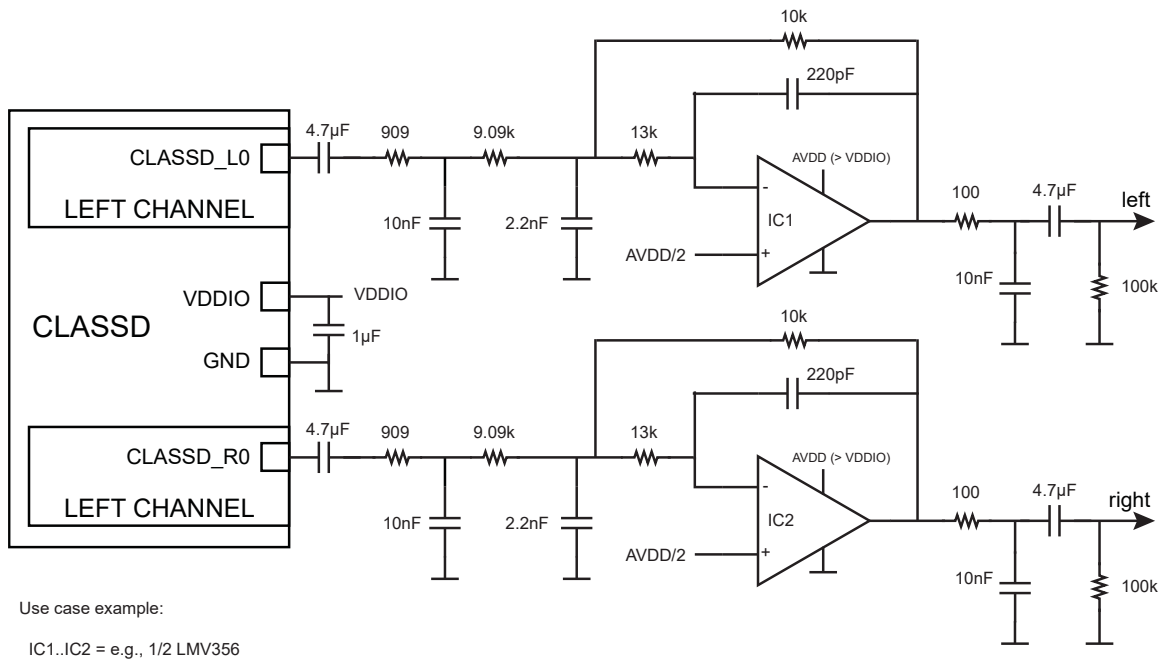 10k
220pF
4.7µF
909
9.09k
13k
CLASSD_L0
LEFT CHANNEL
10nF
2.2nF
AVDD (> VDDIO)
-
IC1
+
AVDD/2
100
4.7µF
left
10nF
100k
VDDIO
VDDIO
CLASSD
1µF
GND
10k
220pF
4.7µF
909
9.09k
13k
CLASSD_R0
LEFT CHANNEL
10nF
2.2nF
AVDD (> VDDIO)
-
IC2
+
AVDD/2
100
4.7µF
right
10nF
100k
Use case example:
IC1..IC2 = e.g., 1/2 LMV356